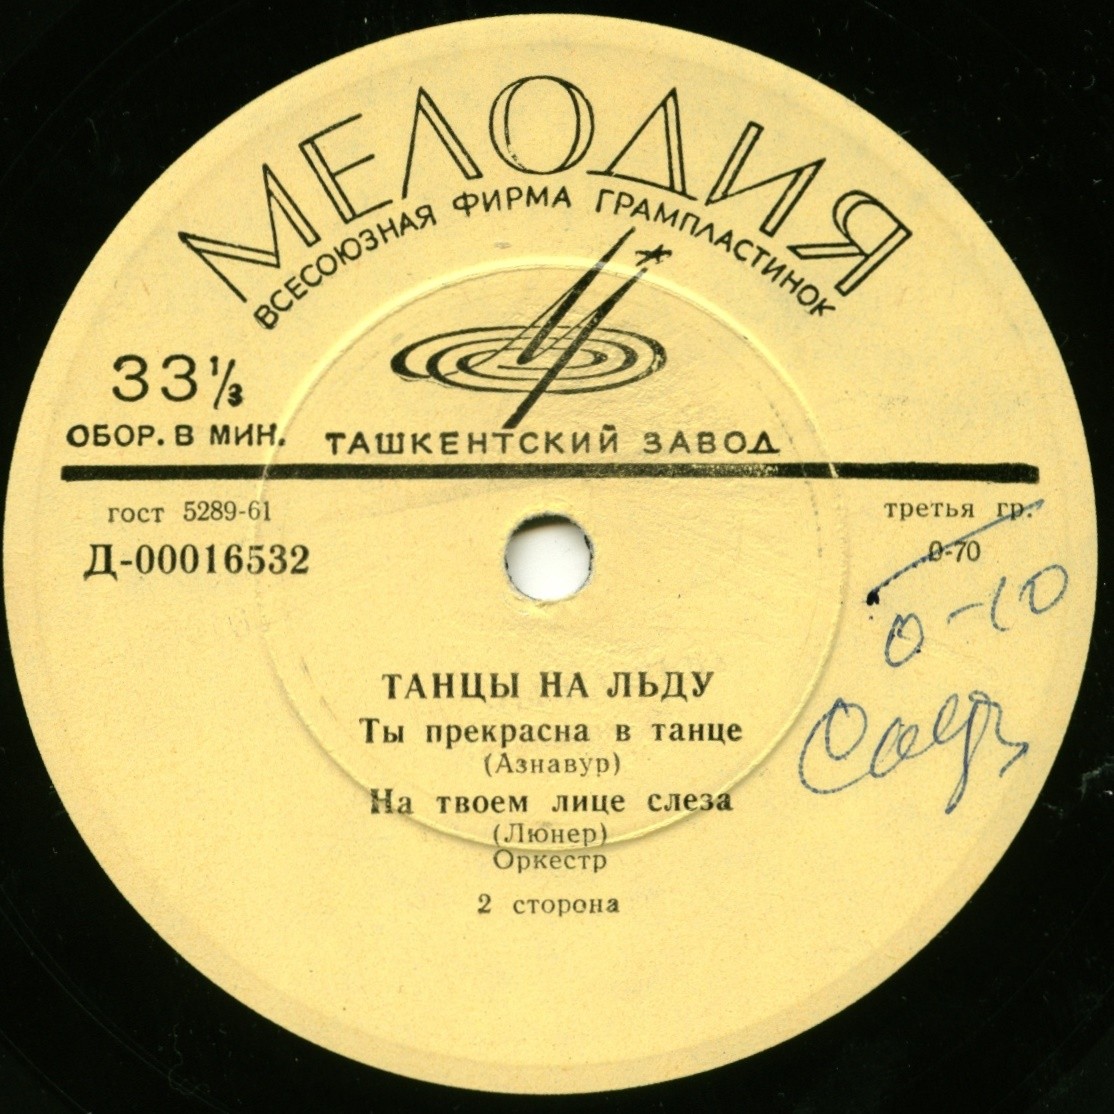 МЕЛОДИЯ
ВСЕСОЮЗНАЯ ФИРМА ГРАМПЛАСТИНОК
33⅓
ОБОР. В МИН.
ТАШКЕНТСКИЙ ЗАВОД
гост 5289-61
третья гр.
Д-00016532
0-70
0-10
ТАНЦЫ НА ЛЬДУ
Ты прекрасна в танце
(Азнавур)
На твоем лице слеза
(Люнер)
Оркестр
2 сторона